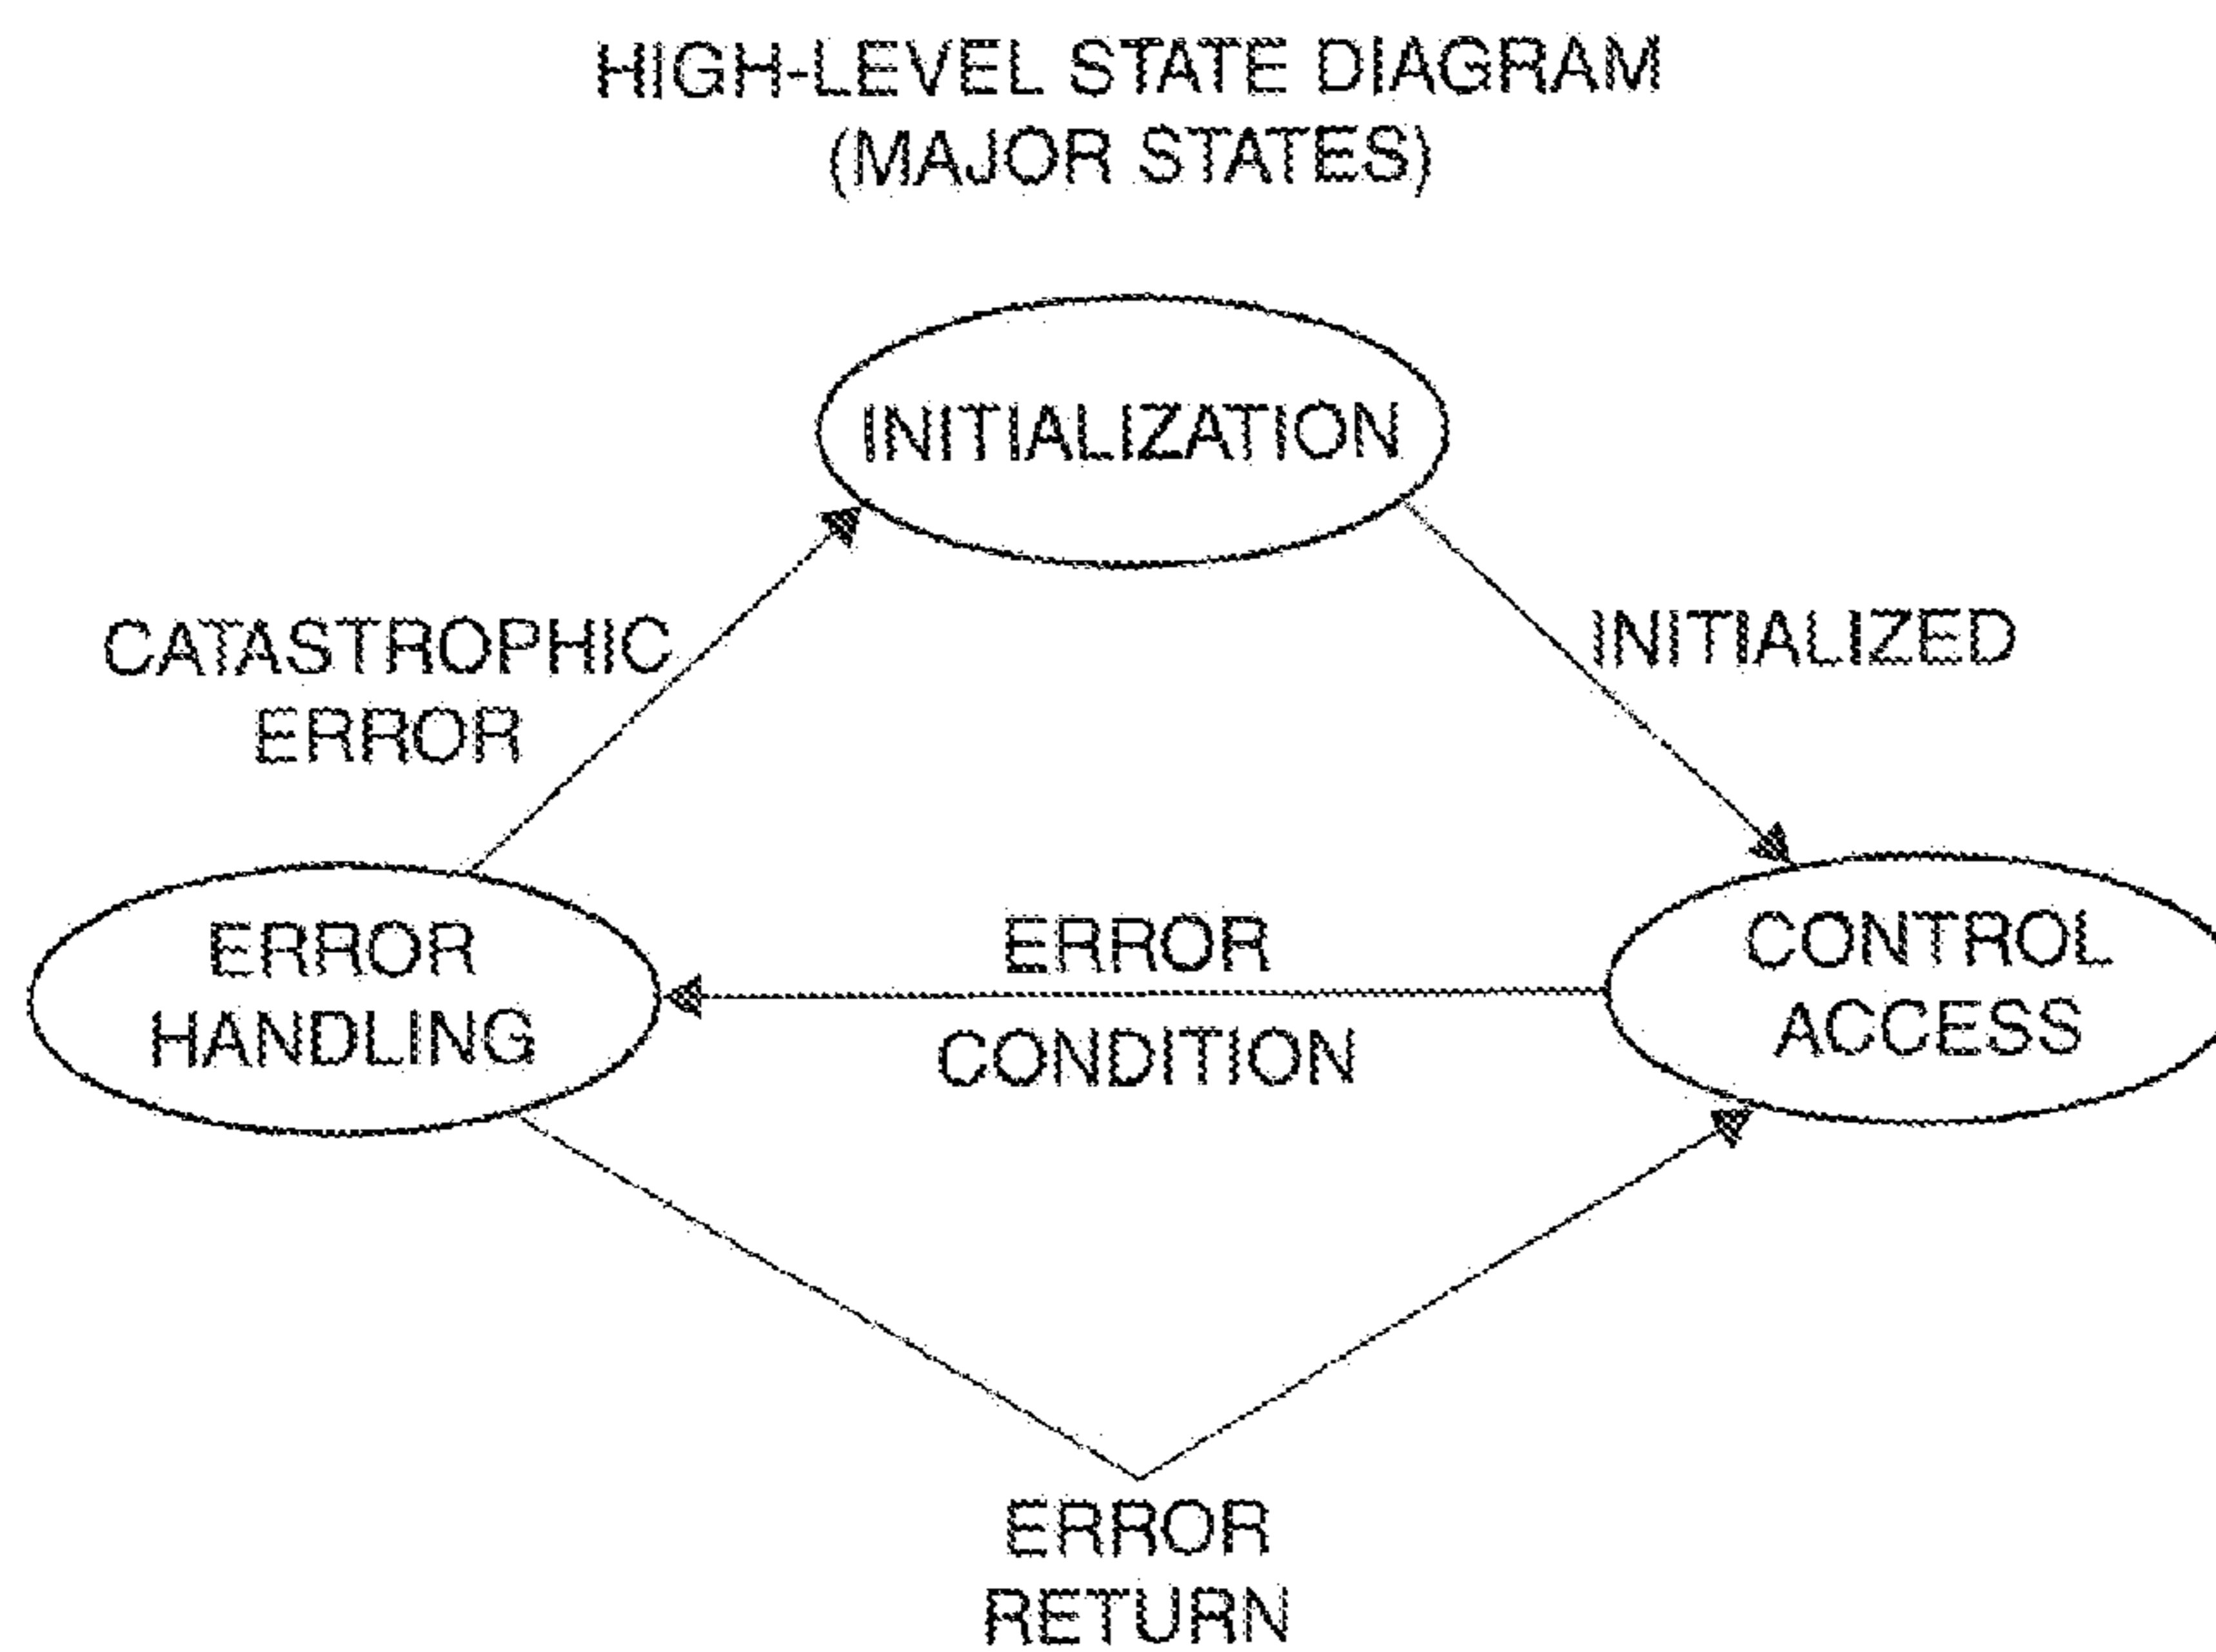 HIGH-LEVEL STATE DIAGRAM
(MAJOR STATES)
INITIALIZATION
CATASTROPHIC
ERROR
INITIALIZED
ERROR
HANDLING
ERROR
CONDITION
CONTROL
ACCESS
ERROR
RETURN